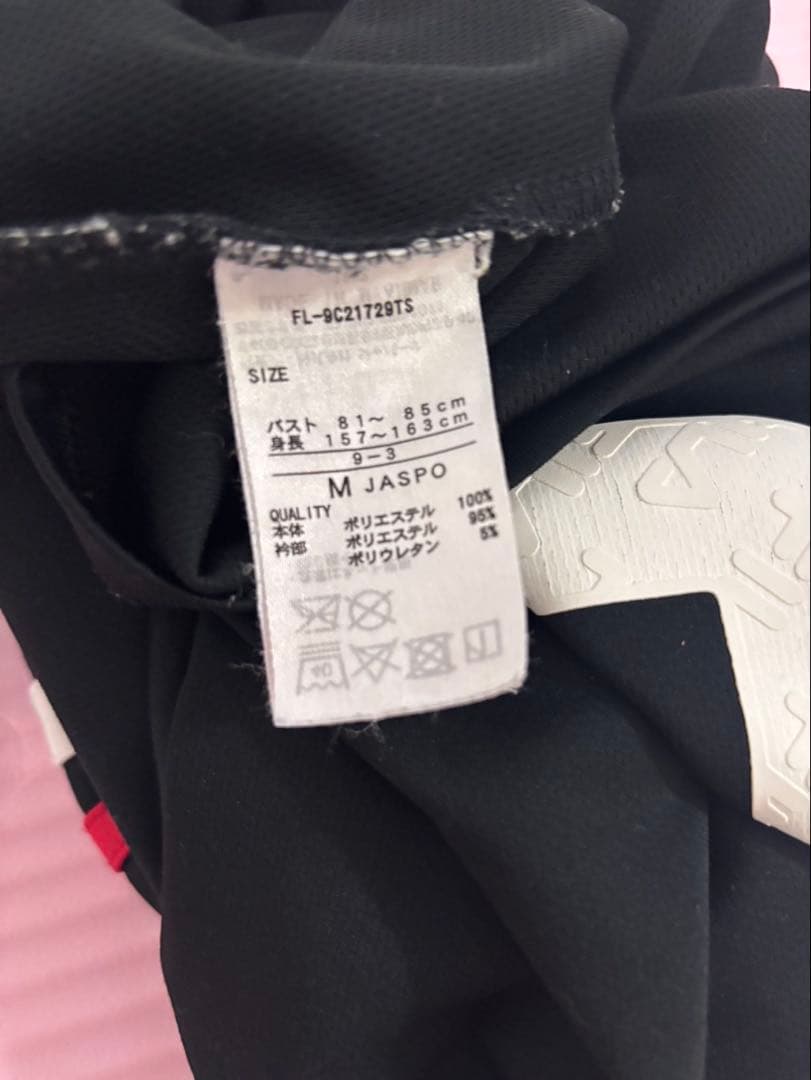 FL-9C21729TS
SIZE
バスト 81～ 85cm
身長 157～163cm
9-3
M JASPO
QUALITY
本体 ポリエステル 100%
衿部 ポリエステル 95%
ポリウレタン 5%
40